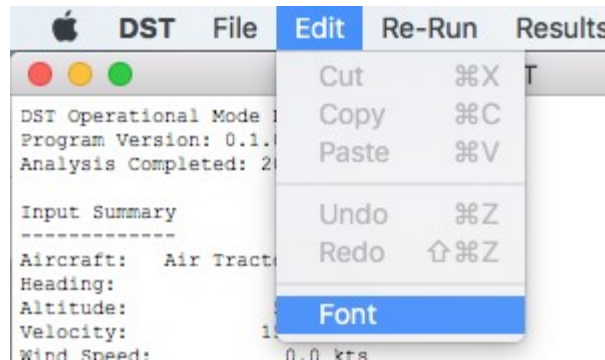 DST File Edit Re-Run Results
Cut ⌘X
Copy ⌘C
Paste ⌘V
Undo ⌘Z
Redo ⇧⌘Z
Font
T
DST Operational Mode
Program Version: 0.1.
Analysis Completed: 2
Input Summary
-------------
Aircraft: Air Tract
Heading:
Altitude:
Velocity: 1
Wind Speed: 0.0 kts